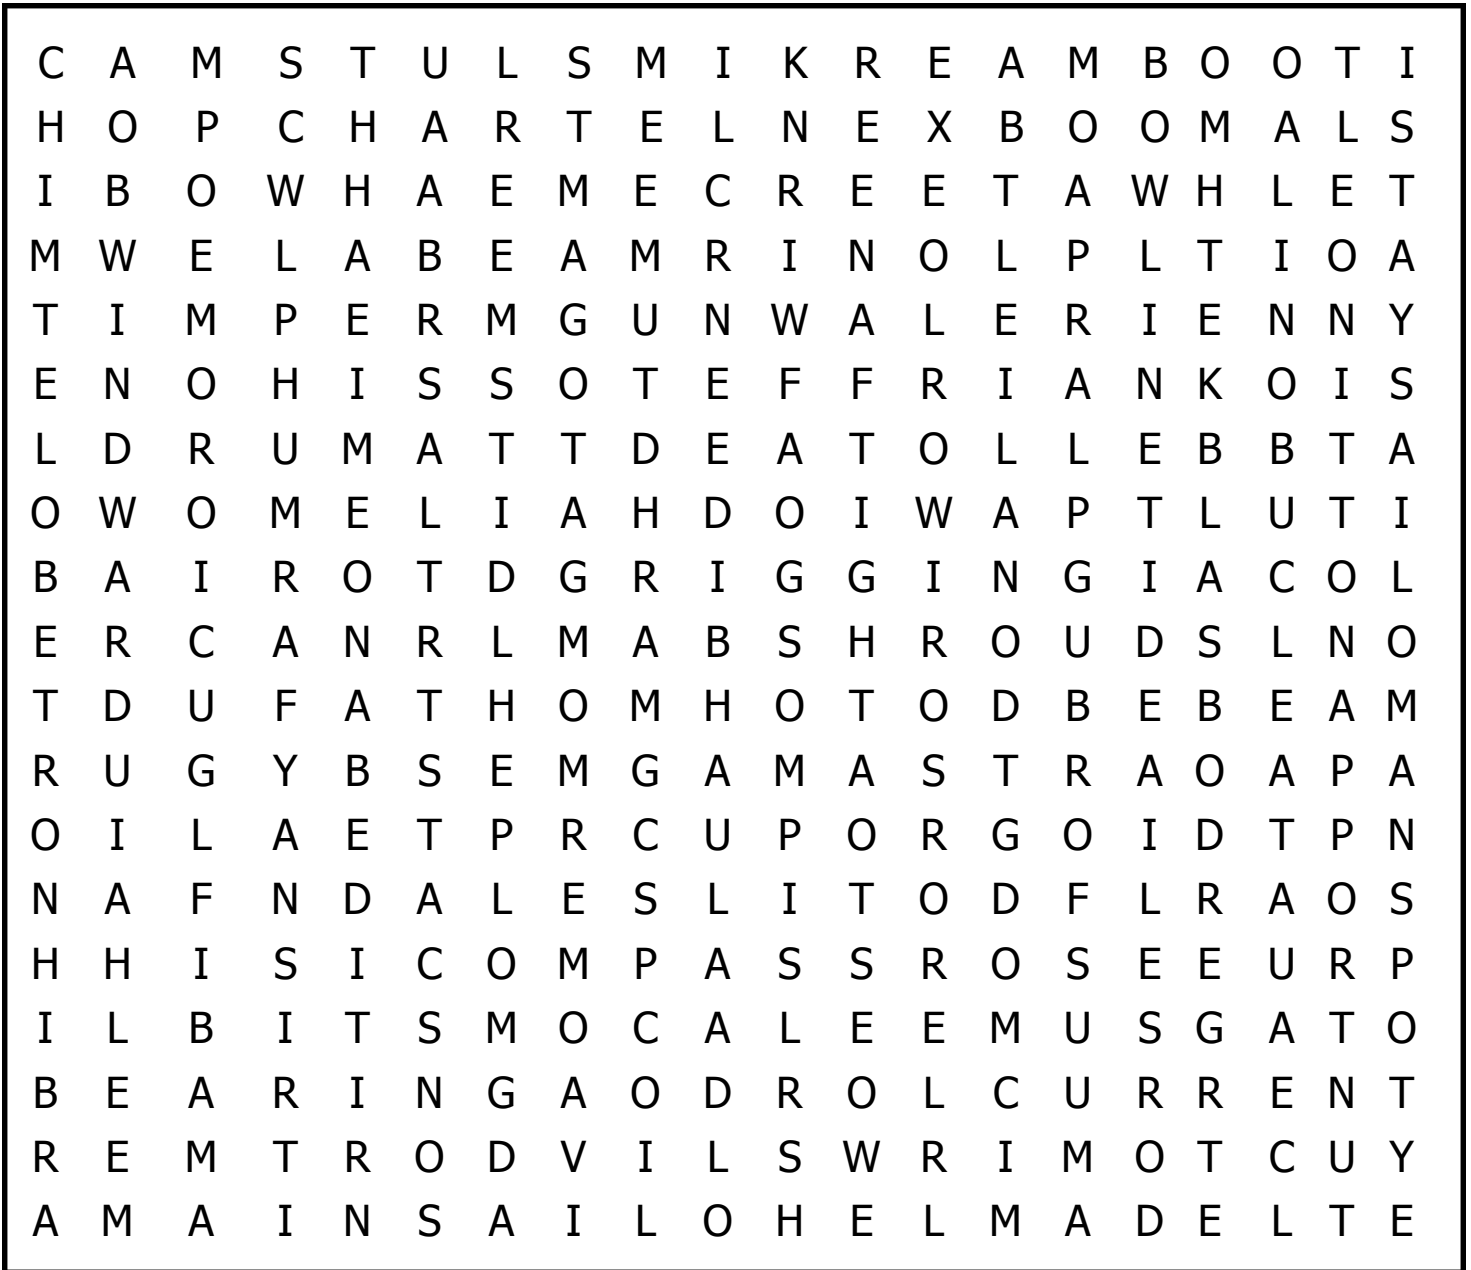 C A M S T U L S M I K R E A M B O O T I
H O P C H A R T E L N E X B O O M A L S
I B O W H A E M E C R E E T A W H L E T
M W E L A B E A M R I N O L P L T I O A
T I M P E R M G U N W A L E R I E N N Y
E N O H I S S O T E F F R I A N K O I S
L D R U M A T T D E A T O L L E B B T A
O W O M E L I A H D O I W A P T L U T I
B A I R O T D G R I G G I N G I A C O L
E R C A N R L M A B S H R O U D S L N O
T D U F A T H O M H O T O D B E B E A M
R U G Y B S E M G A M A S T R A O A P A
O I L A E T P R C U P O R G O I D T P N
N A F N D A L E S L I T O D F L R A O S
H H I S I C O M P A S S R O S E E U R P
I L B I T S M O C A L E E M U S G A T O
B E A R I N G A O D R O L C U R R E N T
R E M T R O D V I L S W R I M O T C U Y
A M A I N S A I L O H E L M A D E L T E